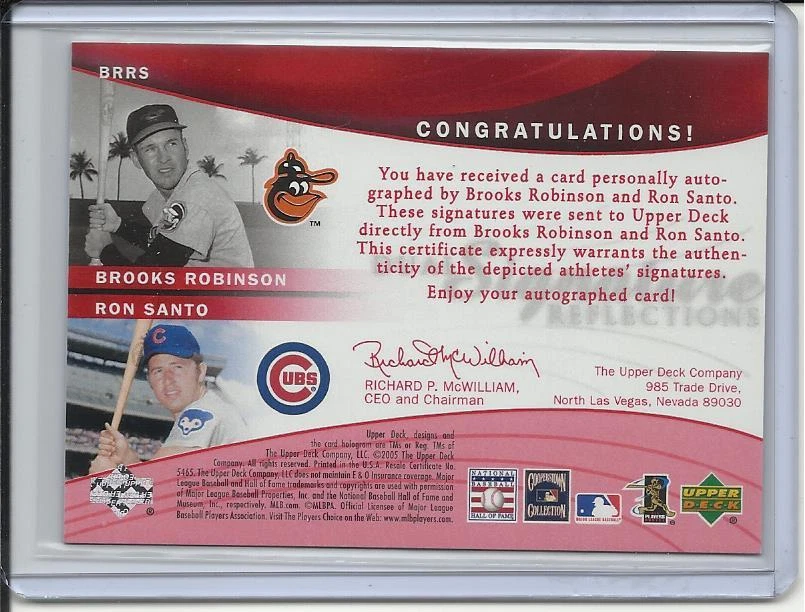 BRRS
CONGRATULATIONS!
You have received a card personally auto-
graphed by Brooks Robinson and Ron Santo.
These signatures were sent to Upper Deck
directly from Brooks Robinson and Ron Santo.
This certificate expressly warrants the authen-
ticity of the depicted athletes' signatures.
Enjoy your autographed card!
Signature
REFLECTIONS
TM
BROOKS ROBINSON
RON SANTO
C
CUBS
®
Richard McWilliam
RICHARD P. McWILLIAM,
CEO and Chairman
The Upper Deck Company
985 Trade Drive,
North Las Vegas, Nevada 89030
Upper Deck, designs and
the card hologram are TMs or Reg. TMs of
The Upper Deck Company, LLC. ©2005 The Upper Deck
Company. All rights reserved. Printed in the U.S.A. Resale Certificate No.
5465. The Upper Deck Company, LLC does not maintain E & O Insurance coverage. Major
League Baseball and Hall of Fame trademarks and copyrights are used with permission
of Major League Baseball Properties, Inc. and the National Baseball Hall of Fame and
Museum, Inc., respectively. MLB.com. ©MLBPA. Official Licensee of Major League
Baseball Players Association. Visit The Players Choice on the Web: www.mlbplayers.com.
NATIONAL
BASEBALL
HALL OF FAME
COOPERSTOWN
COLLECTION
MAJOR LEAGUE BASEBALL
PLAYERS
UPPER
DECK
®